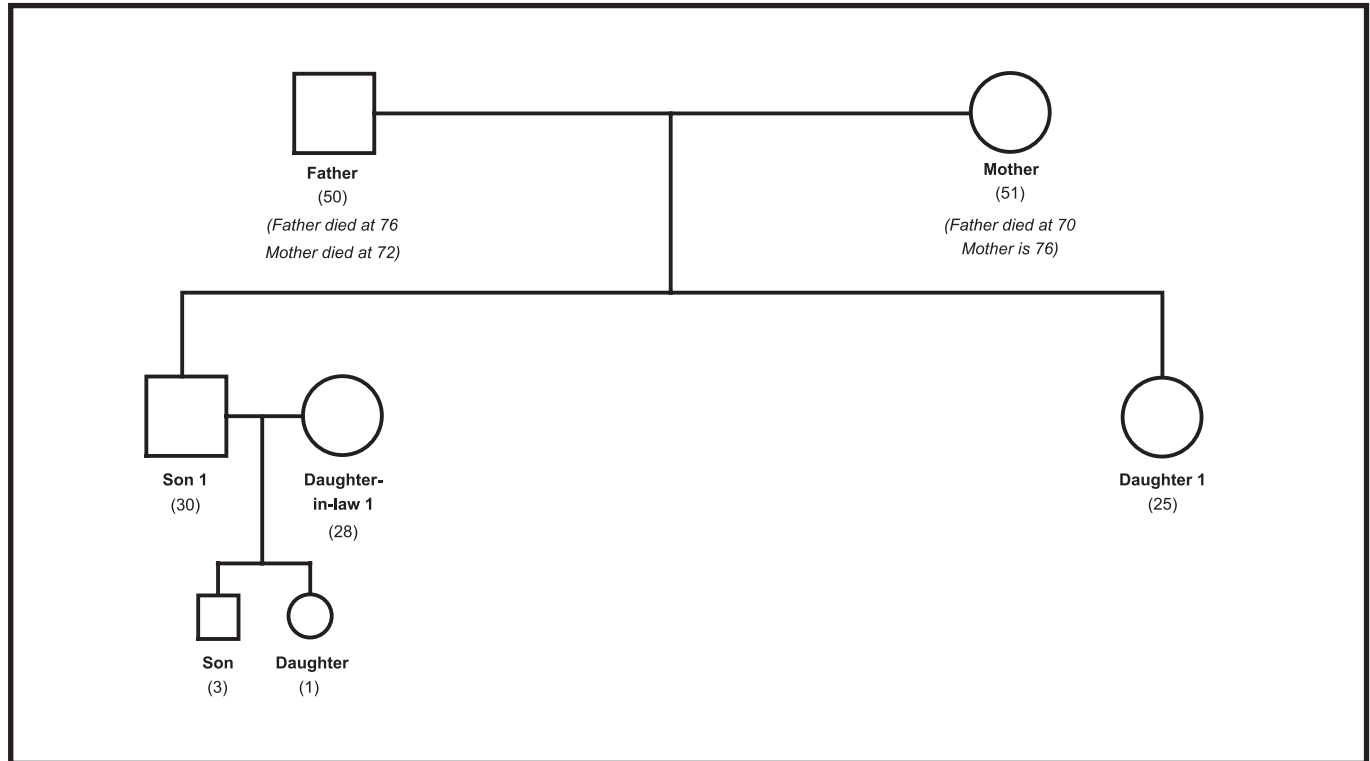 Father
(50)
(Father died at 76
Mother died at 72)
Mother
(51)
(Father died at 70
Mother is 76)
Son 1
(30)
Daughter-
in-law 1
(28)
Daughter 1
(25)
Son
(3)
Daughter
(1)